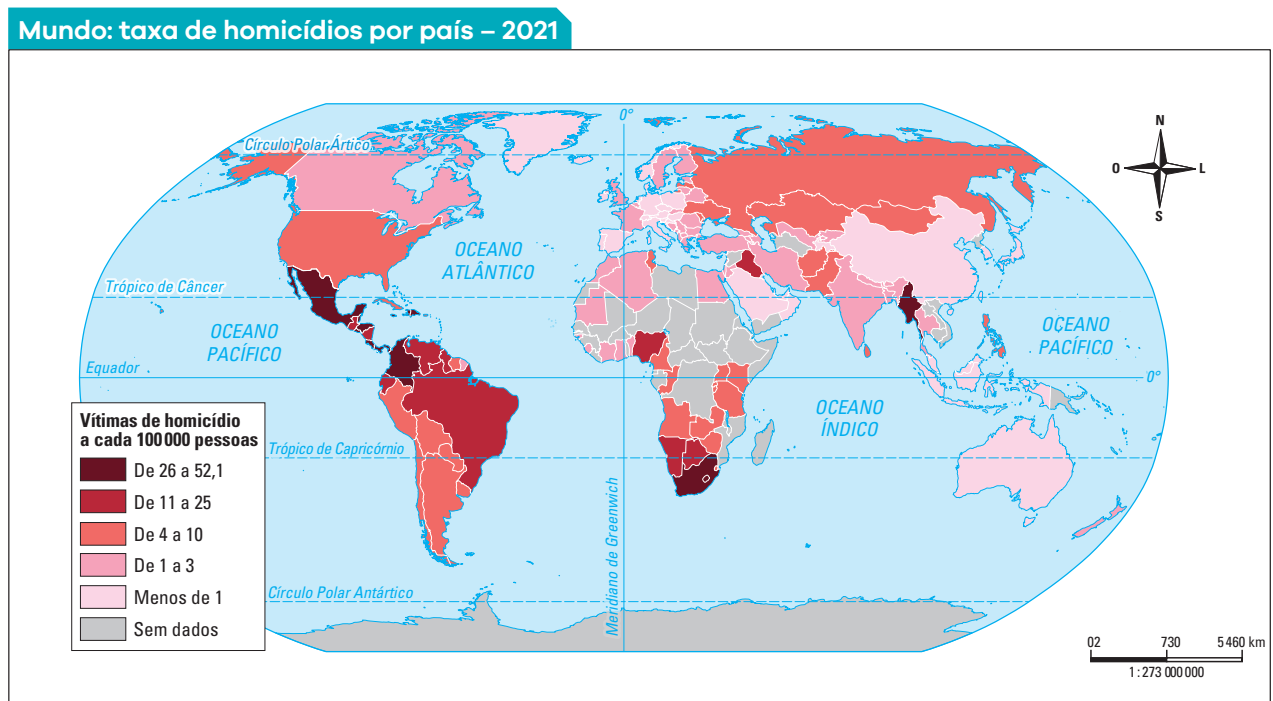 Mundo: taxa de homicídios por país – 2021
0°
Círculo Polar Ártico
N
O
L
S
OCEANO
ATLÂNTICO
Trópico de Câncer
OCEANO
PACÍFICO
OCEANO
PACÍFICO
Equador
0°
OCEANO
ÍNDICO
Trópico de Capricórnio
Meridiano de Greenwich
Círculo Polar Antártico
Vítimas de homicídio
a cada 100 000 pessoas
De 26 a 52,1
De 11 a 25
De 4 a 10
De 1 a 3
Menos de 1
Sem dados
02 730 5 460 km
1 : 273 000 000